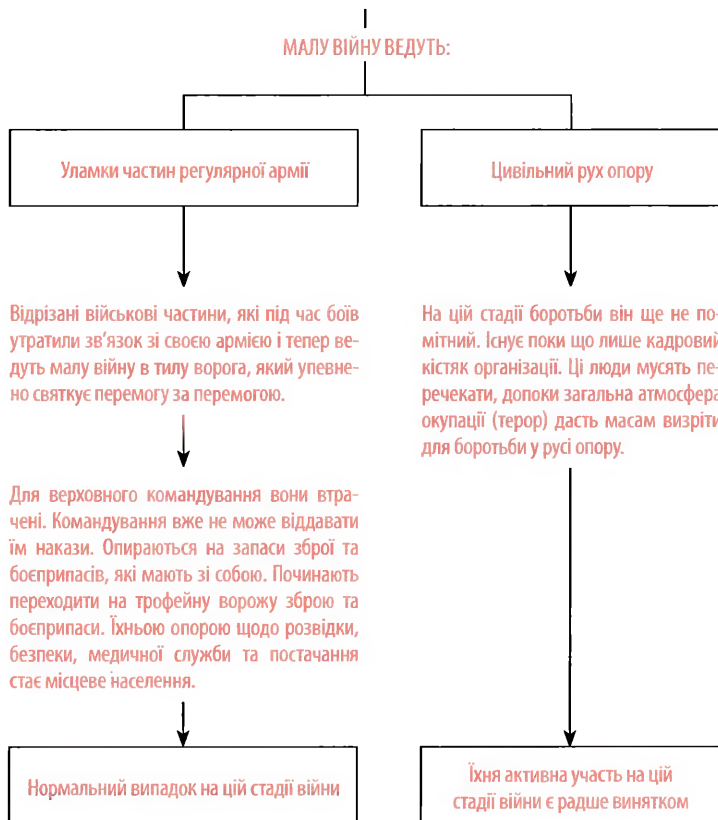 МАЛУ ВІЙНУ ВЕДУТЬ:
Уламки частин регулярної армії
Цивільний рух опору
Відрізані військові частини, які під час боїв
утратили зв'язок зі своєю армією і тепер ве-
дуть малу війну в тилу ворога, який упевне-
но святкує перемогу за перемогою.
На цій стадії боротьби він ще не по-
мітний. Існує поки що лише кадровий
кістяк організації. Ці люди мусять пе-
речекати, допоки загальна атмосфера
окупації (терор) дасть масам визріти
для боротьби у русі опору.
Для верховного командування вони втра-
чені. Командування вже не може віддавати
їм накази. Опираються на запаси зброї та
боєприпасів, які мають зі собою. Починають
переходити на трофейну ворожу зброю та
боєприпаси. Їхньою опорою щодо розвідки,
безпеки, медичної служби та постачання
стає місцеве населення.
Нормальний випадок на цій стадії війни
Їхня активна участь на цій
стадії війни є радше винятком